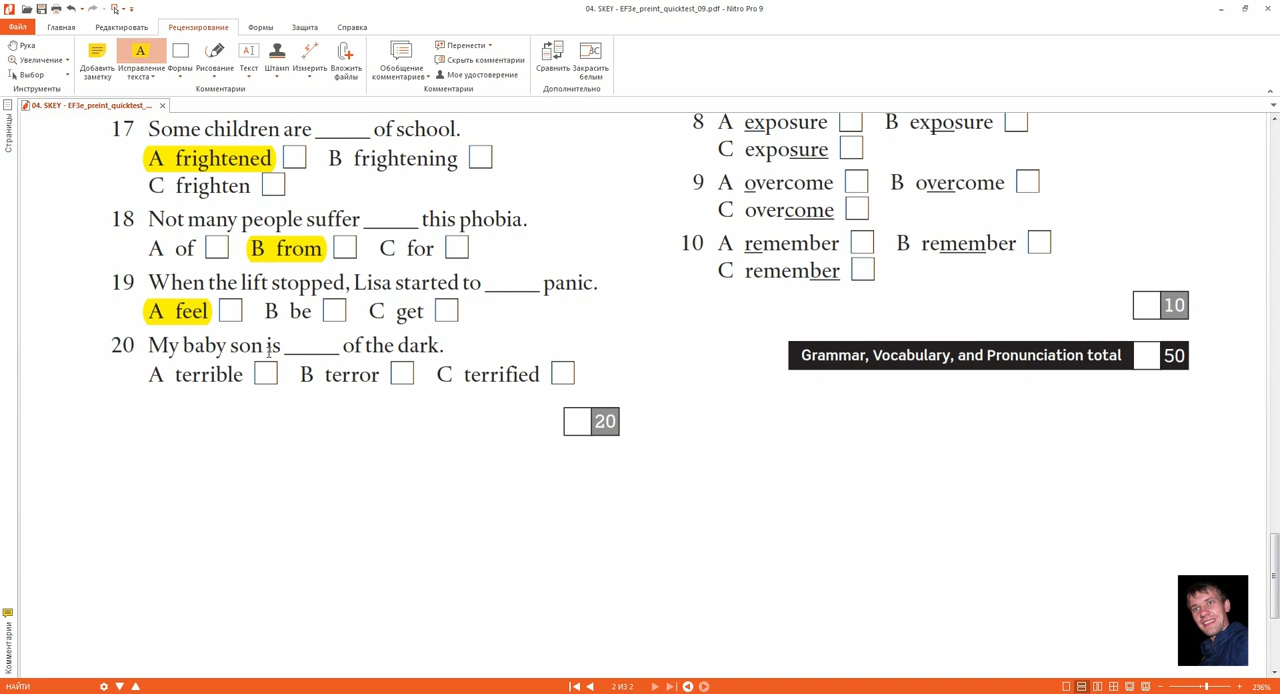 04. SKEY - EF3e_preint_quicktest_09.pdf - Nitro Pro 9
Файл
Главная
Редактировать
Рецензирование
Формы
Защита
Справка
Рука
Увеличение
Выбор
Инструменты
Добавить заметку
Исправление текста
Формы
Рисование
Текст
Штамп
Измерить
Вложить файлы
Комментарии
Обобщение комментариев
Перенести
Скрыть комментарии
Мое удостоверение
Комментарии
Сравнить
Закрасить белым
Дополнительно
04. SKEY - EF3e_preint_quicktest_...
Страницы
17 Some children are _____ of school.
A frightened B frightening
C frighten
18 Not many people suffer _____ this phobia.
A of B from C for
19 When the lift stopped, Lisa started to _____ panic.
A feel B be C get
20 My baby son is _____ of the dark.
A terrible B terror C terrified
20
8 A exposure B exposure
C exposure
9 A overcome B overcome
C overcome
10 A remember B remember
C remember
10
Grammar, Vocabulary, and Pronunciation total 50
Комментарии
НАЙТИ
2 ИЗ 2
236%